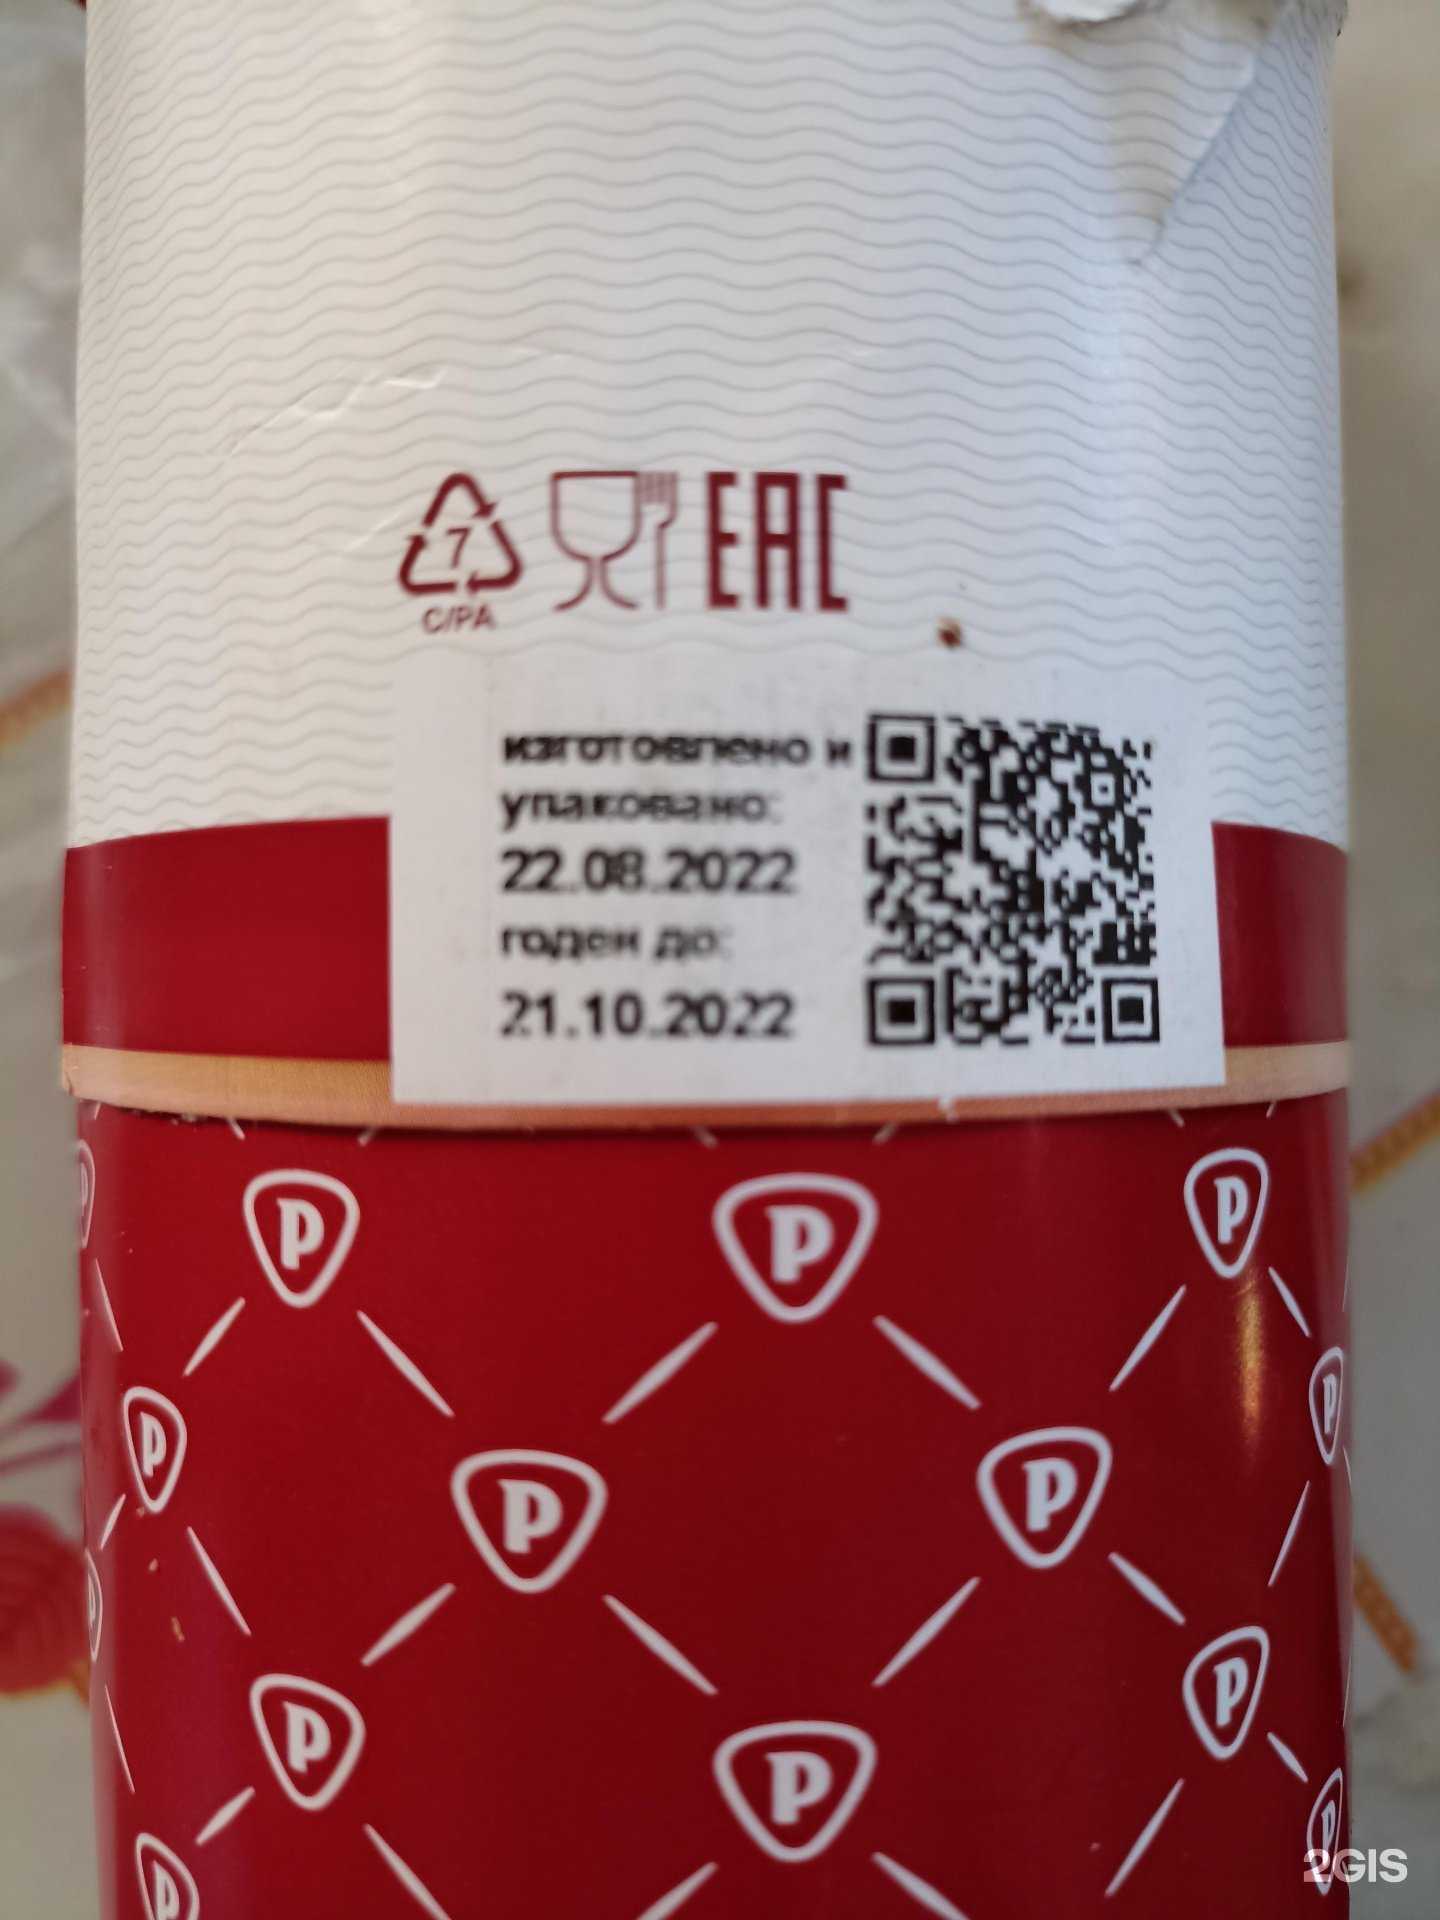 7
C/PA
EAC
изготовлено и
упаковано:
22.08.2022
годен до:
21.10.2022
P P P
P P P P
P P P
P P P
2GIS